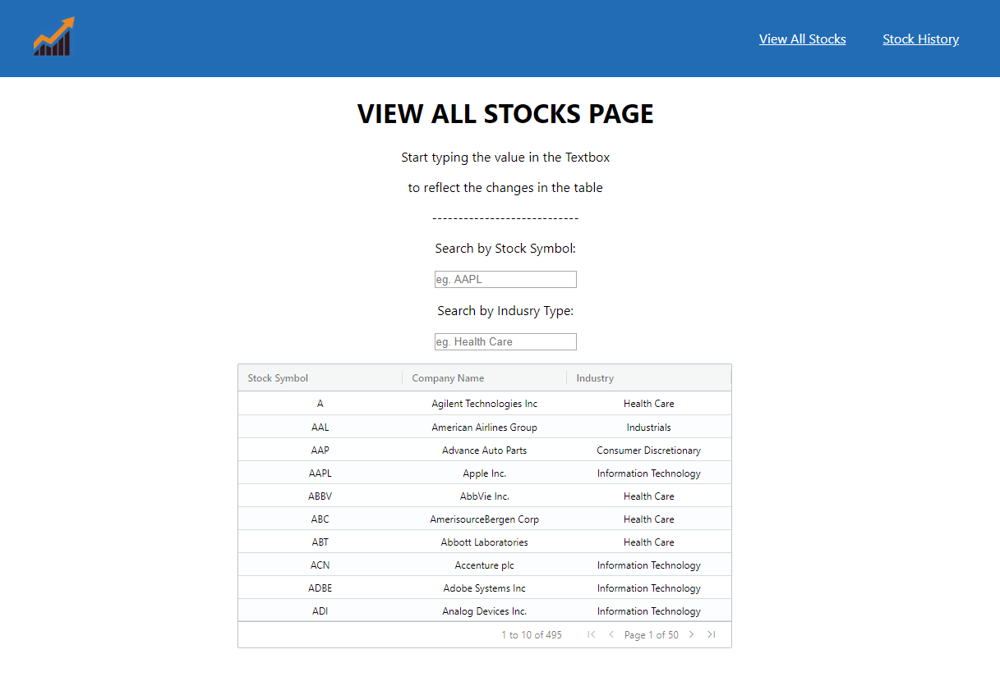 View All Stocks Stock History
VIEW ALL STOCKS PAGE
Start typing the value in the Textbox
to reflect the changes in the table
----------------------------
Search by Stock Symbol:
eg. AAPL
Search by Indusry Type:
eg. Health Care
Stock Symbol Company Name Industry
A Agilent Technologies Inc Health Care
AAL American Airlines Group Industrials
AAP Advance Auto Parts Consumer Discretionary
AAPL Apple Inc. Information Technology
ABBV AbbVie Inc. Health Care
ABC AmerisourceBergen Corp Health Care
ABT Abbott Laboratories Health Care
ACN Accenture plc Information Technology
ADBE Adobe Systems Inc Information Technology
ADI Analog Devices Inc. Information Technology
1 to 10 of 495 Page 1 of 50